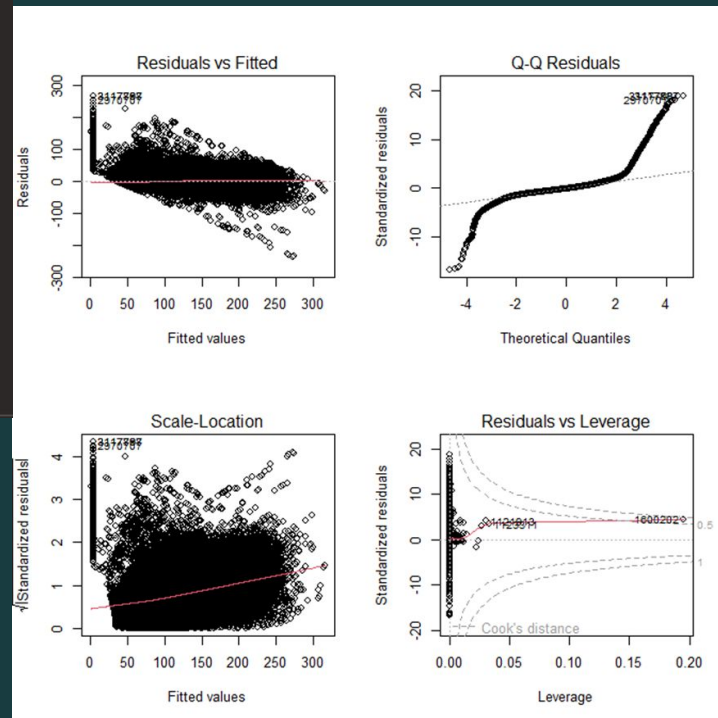 Residuals vs Fitted
Residuals
300
100
0
-100
-300
0 50 100 150 200 250 300
Fitted values
Q-Q Residuals
Standardized residuals
20
10
0
-10
-4 -2 0 2 4
Theoretical Quantiles
Scale-Location
√|Standardized residuals|
4
3
2
1
0
0 50 100 150 200 250 300
Fitted values
Residuals vs Leverage
Standardized residuals
20
10
0
-10
-20
0.5
1
Cook's distance
0.00 0.05 0.10 0.15 0.20
Leverage